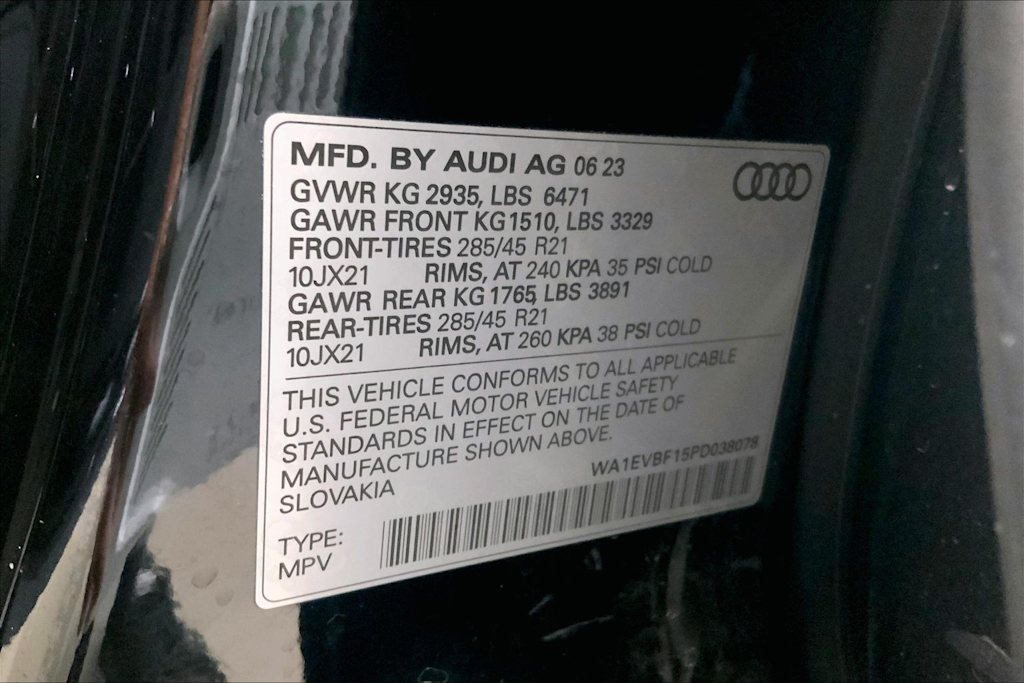 MFD. BY AUDI AG 06 23
GVWR KG 2935, LBS 6471
GAWR FRONT KG1510, LBS 3329
FRONT-TIRES 285/45 R21
10JX21 RIMS, AT 240 KPA 35 PSI COLD
GAWR REAR KG 1765, LBS 3891
REAR-TIRES 285/45 R21
10JX21 RIMS, AT 260 KPA 38 PSI COLD
THIS VEHICLE CONFORMS TO ALL APPLICABLE
U.S. FEDERAL MOTOR VEHICLE SAFETY
STANDARDS IN EFFECT ON THE DATE OF
MANUFACTURE SHOWN ABOVE.
SLOVAKIA
WA1EVBF15PD038078
TYPE:
MPV